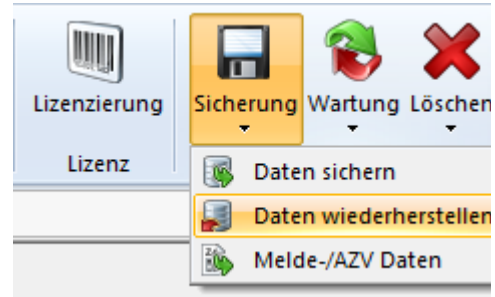 Lizenzierung
Sicherung Wartung Löschen
Lizenz
Daten sichern
Daten wiederherstellen
Melde-/AZV Daten